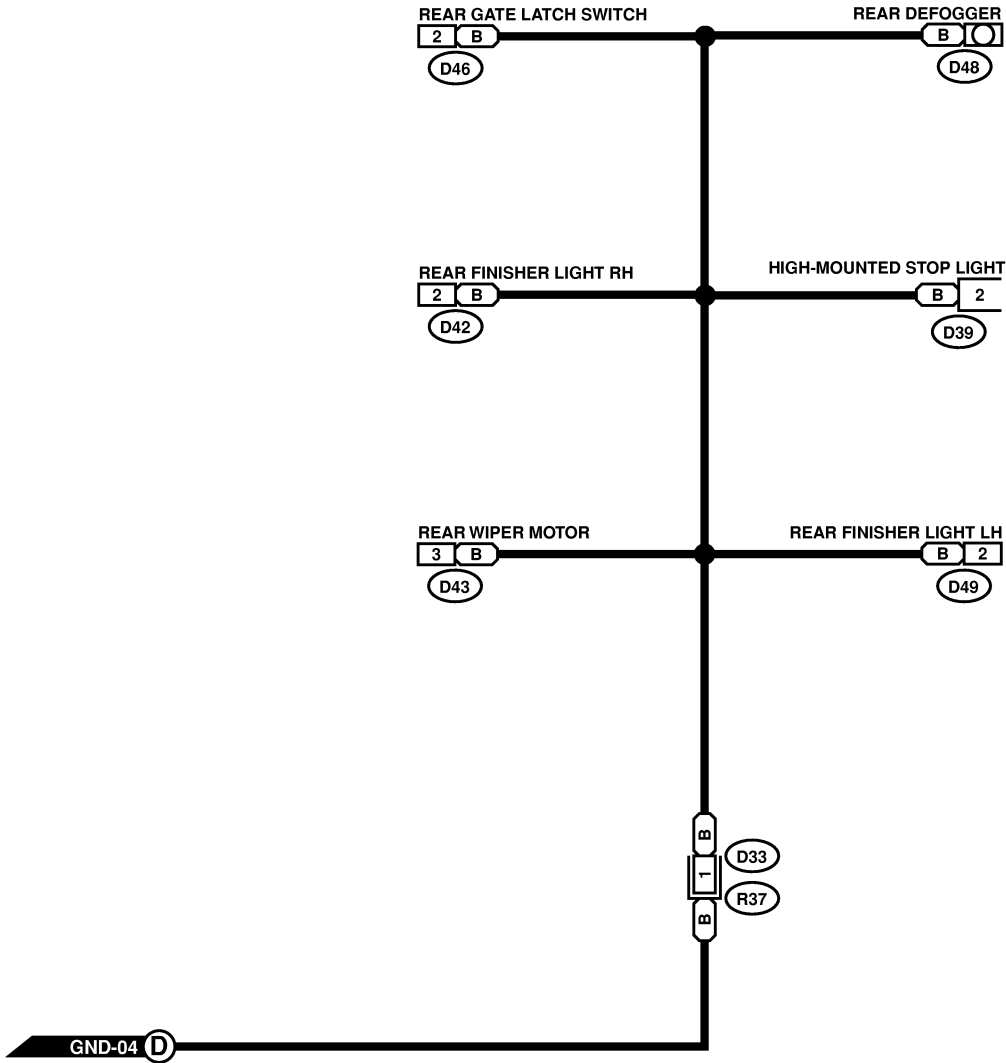 REAR GATE LATCH SWITCH
2 B
D46
REAR DEFOGGER
B
D48
REAR FINISHER LIGHT RH
2 B
D42
HIGH-MOUNTED STOP LIGHT
B 2
D39
REAR WIPER MOTOR
3 B
D43
REAR FINISHER LIGHT LH
B 2
D49
B
D33
1
R37
B
GND-04 D